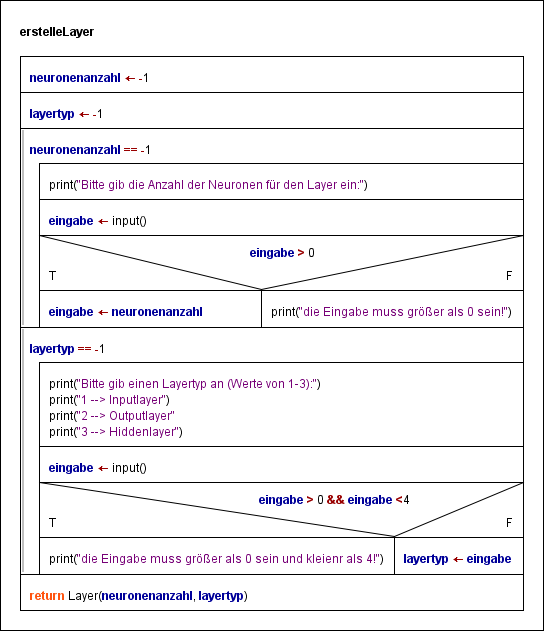 erstelleLayer
neuronenanzahl ← -1
layertyp ← -1
neuronenanzahl == -1
print("Bitte gib die Anzahl der Neuronen für den Layer ein:")
eingabe ← input()
eingabe > 0
T F
eingabe ← neuronenanzahl print("die Eingabe muss größer als 0 sein!")
layertyp == -1
print("Bitte gib einen Layertyp an (Werte von 1-3):")
print("1 --> Inputlayer")
print("2 --> Outputlayer"
print("3 --> Hiddenlayer")
eingabe ← input()
eingabe > 0 && eingabe <4
T F
print("die Eingabe muss größer als 0 sein und kleienr als 4!") layertyp ← eingabe
return Layer(neuronenanzahl, layertyp)